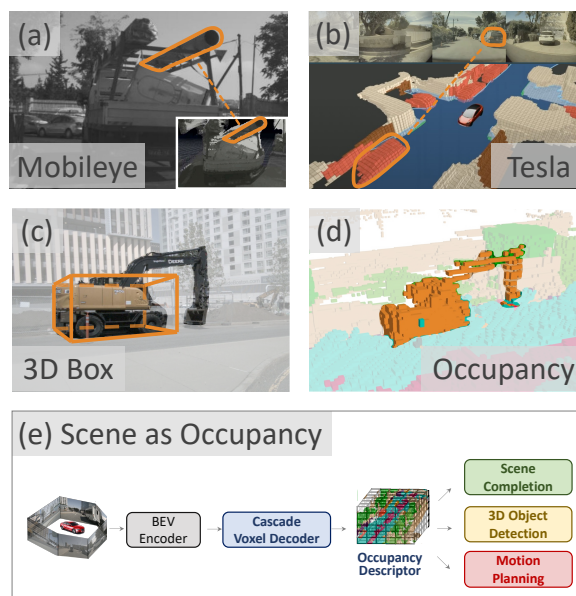 (a)
Mobileye
(b)
Tesla
(c)
DEERE
3D Box
(d)
Occupancy
(e) Scene as Occupancy
BEV
Encoder
Cascade
Voxel Decoder
Occupancy
Descriptor
Scene
Completion
3D Object
Detection
Motion
Planning